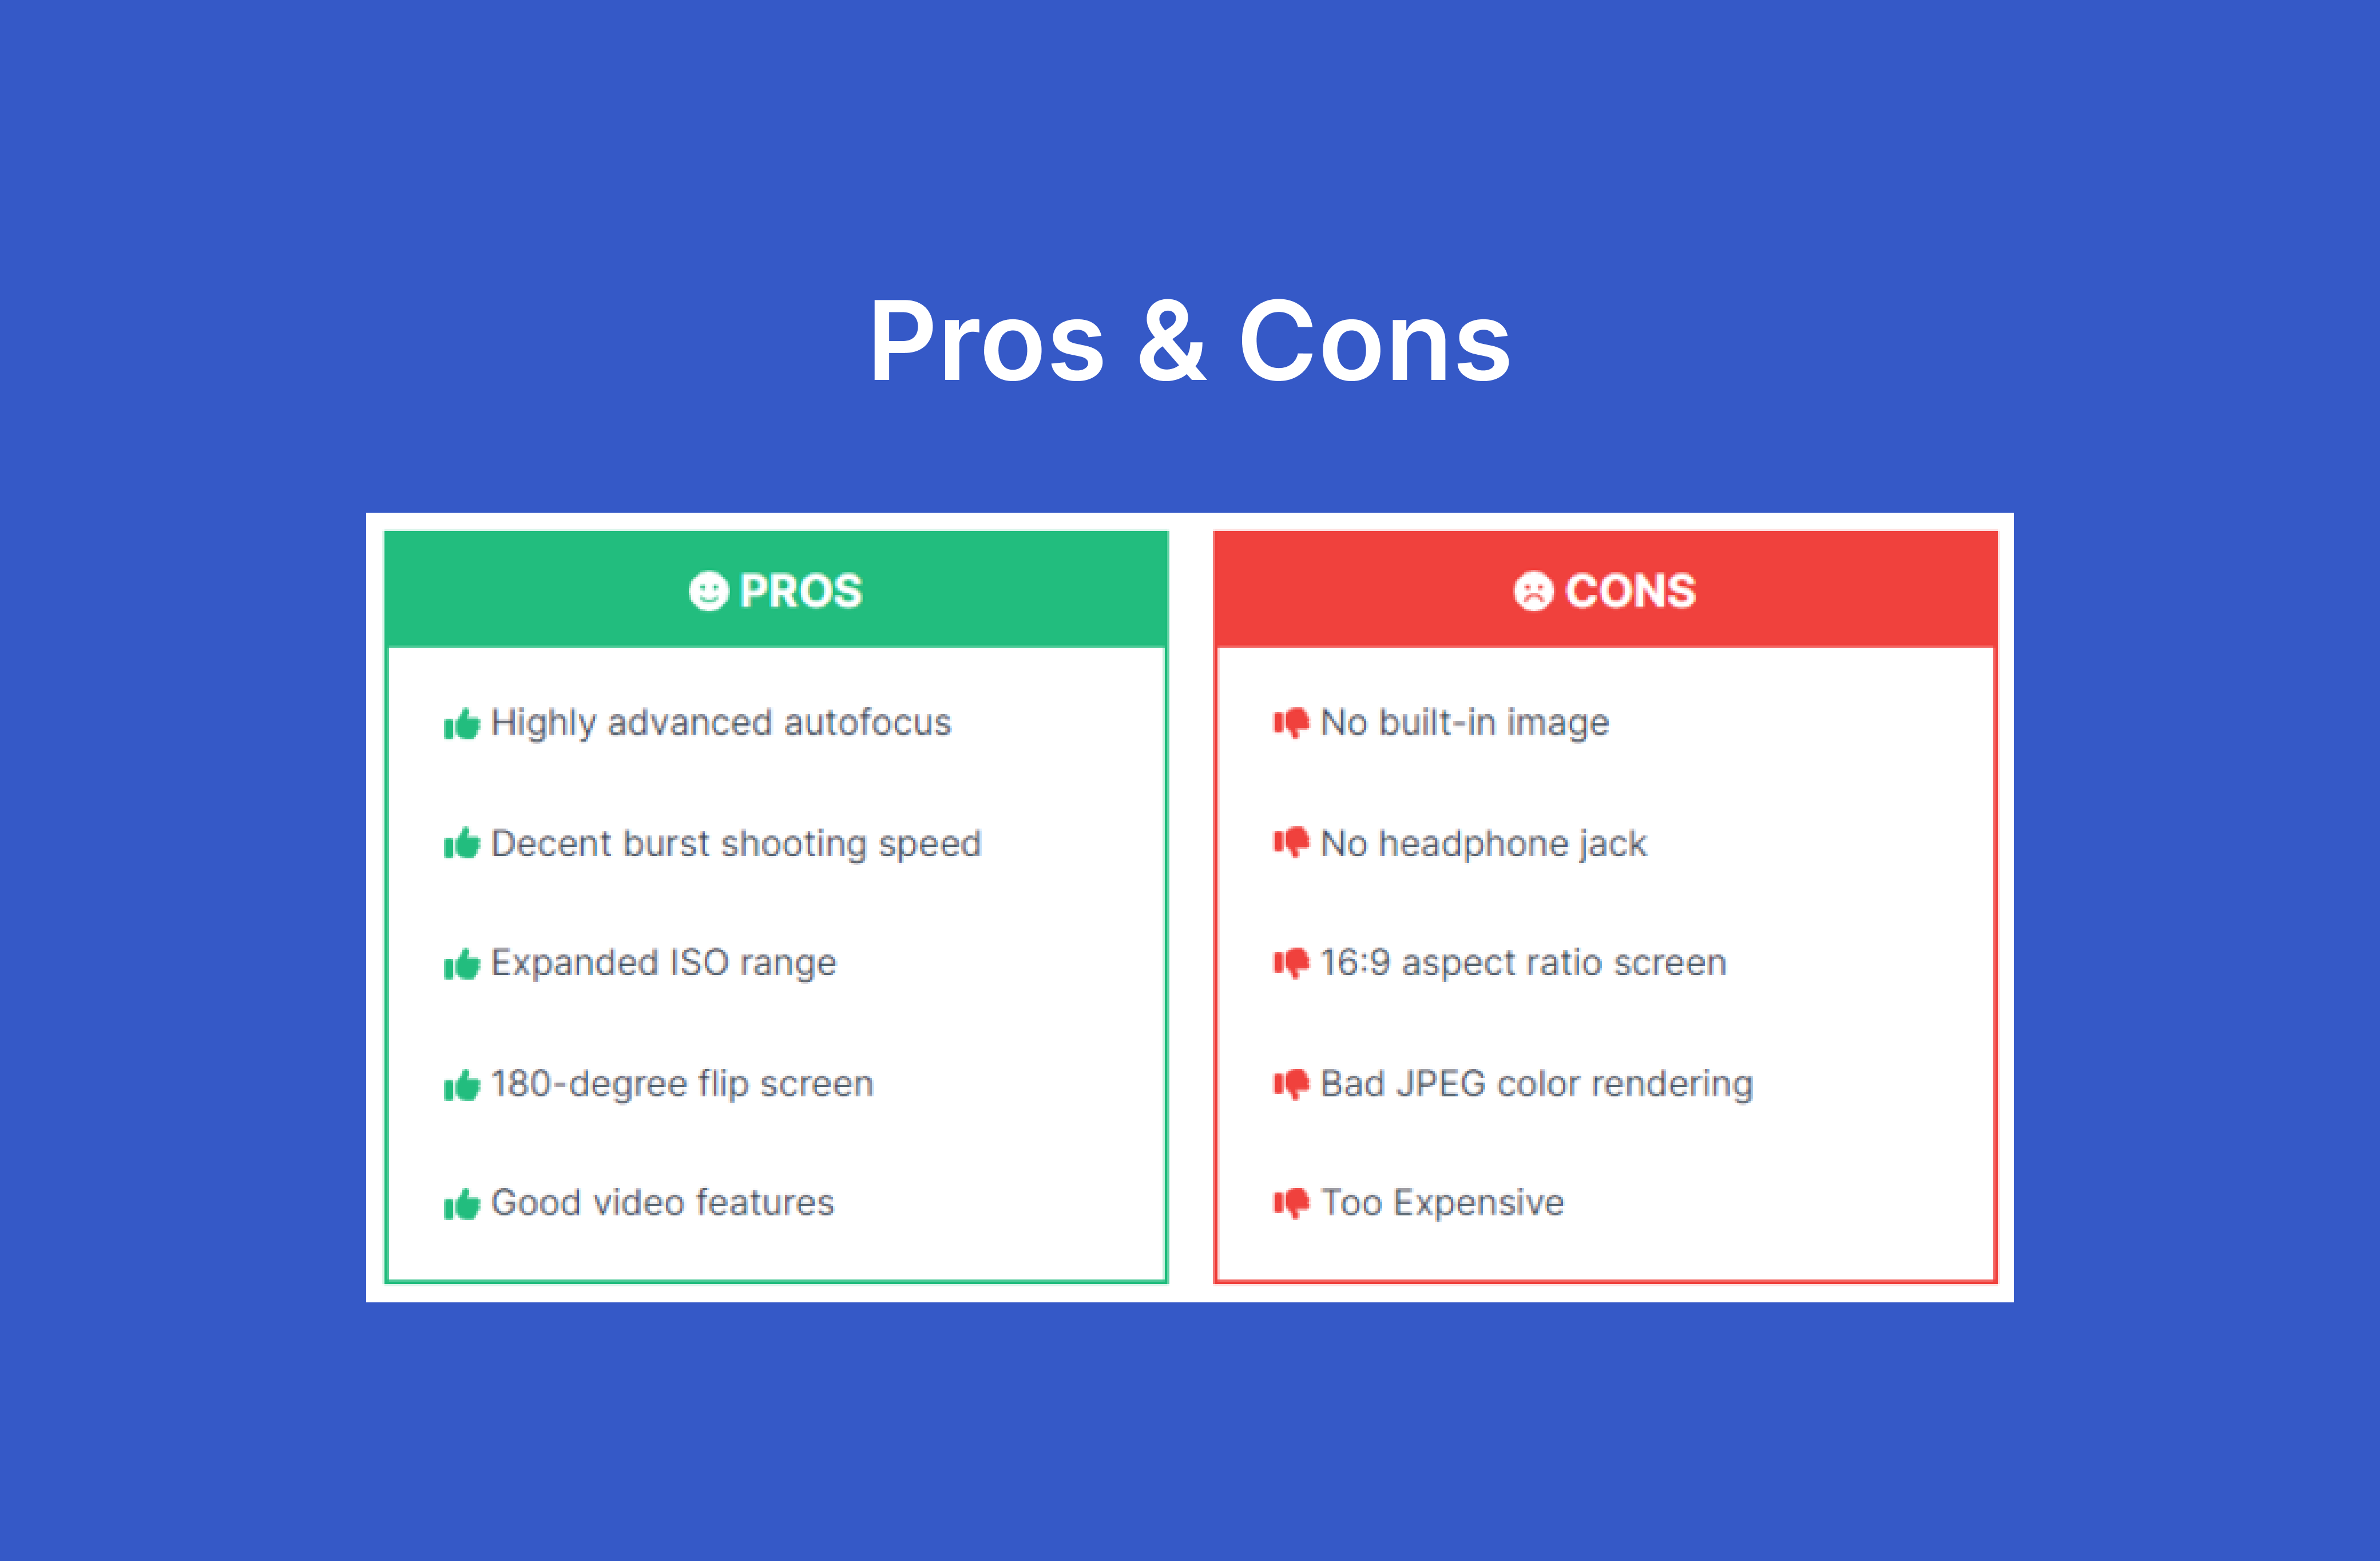 Pros & Cons
PROS
Highly advanced autofocus
Decent burst shooting speed
Expanded ISO range
180-degree flip screen
Good video features
CONS
No built-in image
No headphone jack
16:9 aspect ratio screen
Bad JPEG color rendering
Too Expensive